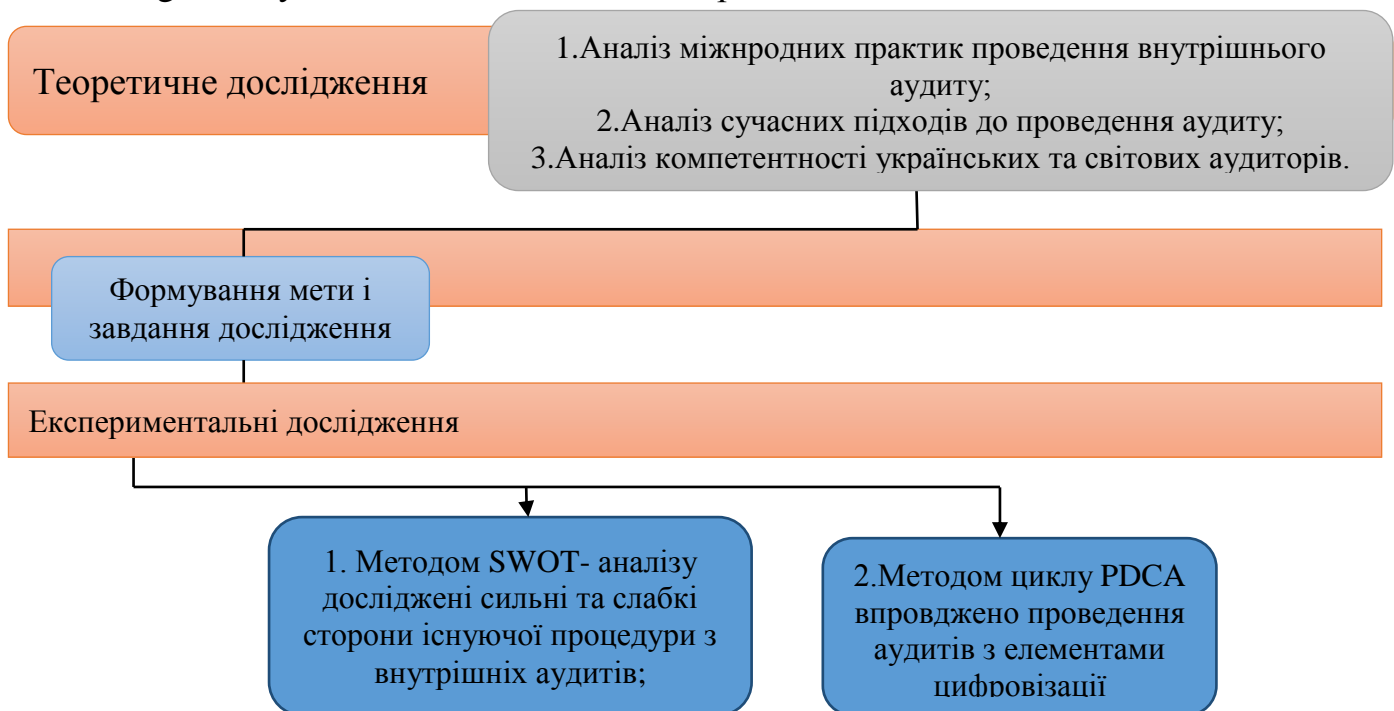 Теоретичне дослідження
1.Аналіз міжнродних практик проведення внутрішнього
аудиту;
2.Аналіз сучасних підходів до проведення аудиту;
3.Аналіз компетентності українських та світових аудиторів.
Формування мети і
завдання дослідження
Експериментальні дослідження
1. Методом SWOT- аналізу
досліджені сильні та слабкі
сторони існуючої процедури з
внутрішніх аудитів;
2.Методом циклу PDCA
впровджено проведення
аудитів з елементами
цифровізації